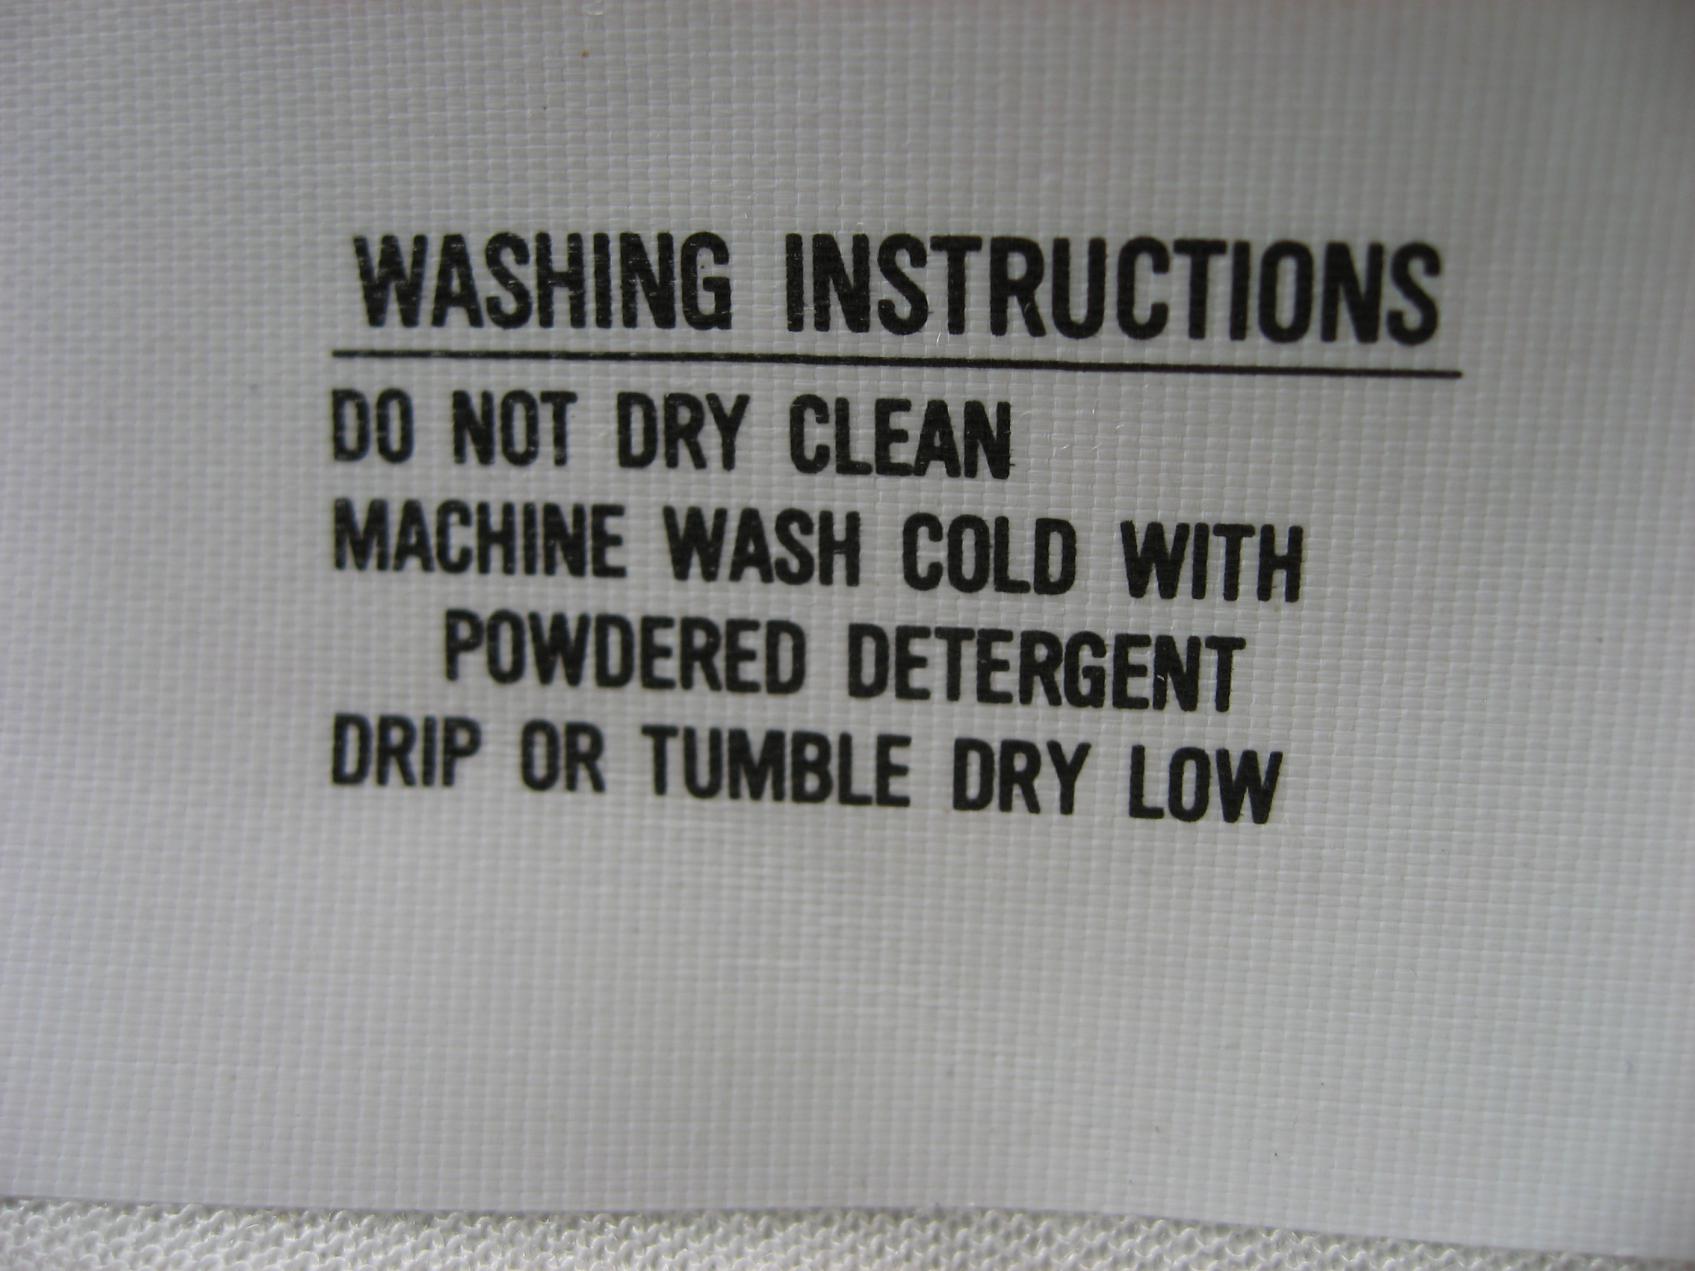 WASHING INSTRUCTIONS
DO NOT DRY CLEAN
MACHINE WASH COLD WITH
POWDERED DETERGENT
DRIP OR TUMBLE DRY LOW